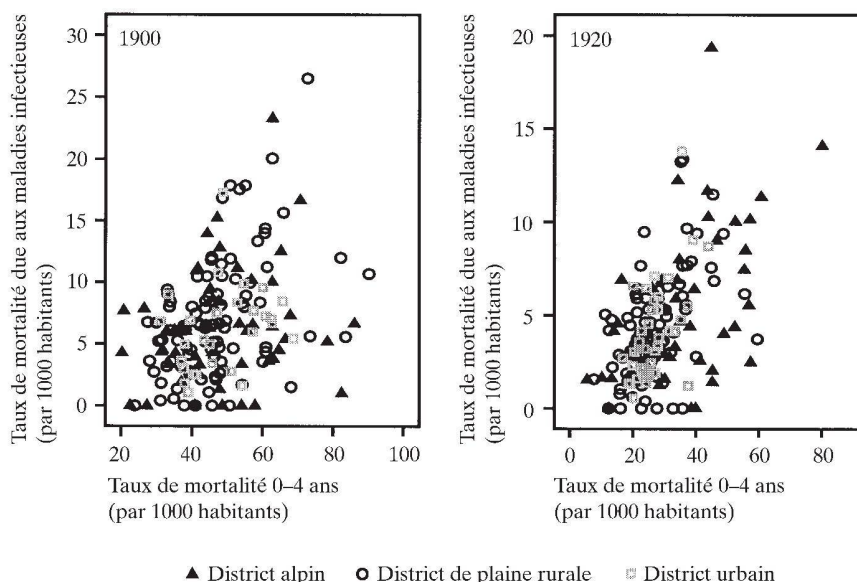 Taux de mortalité due aux maladies infectieuses
(par 1000 habitants)
30
25
20
15
10
5
0
1900
20 40 60 80 100
Taux de mortalité 0–4 ans
(par 1000 habitants)
Taux de mortalité due aux maladies infectieuses
(par 1000 habitants)
20
15
10
5
0
1920
0 20 40 60 80
Taux de mortalité 0–4 ans
(par 1000 habitants)
District alpin District de plaine rurale District urbain